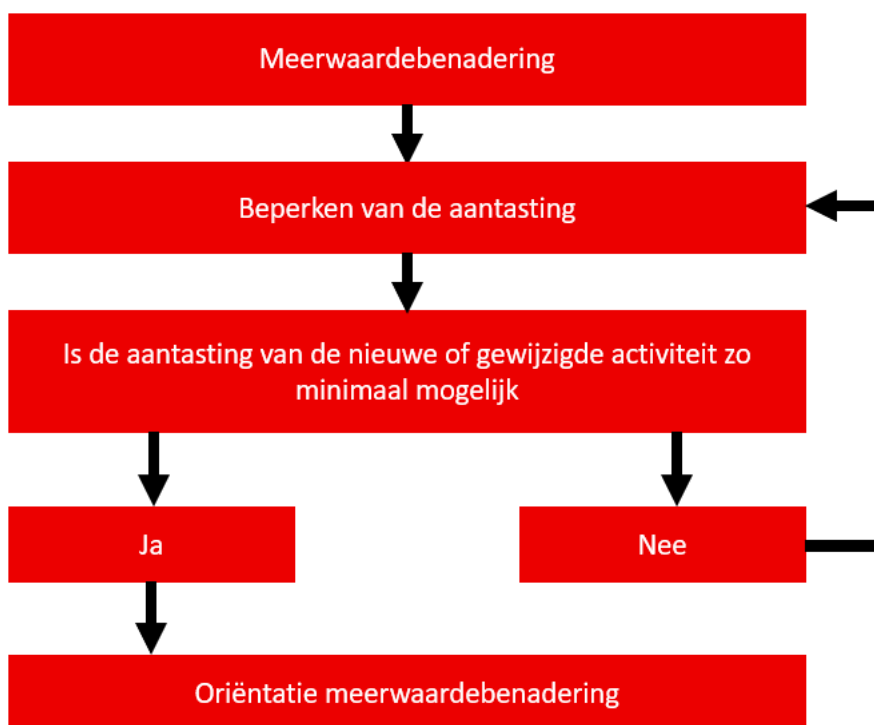 Meerwaardebenadering
Beperken van de aantasting
Is de aantasting van de nieuwe of gewijzigde activiteit zo
minimaal mogelijk
Ja
Nee
Oriëntatie meerwaardebenadering